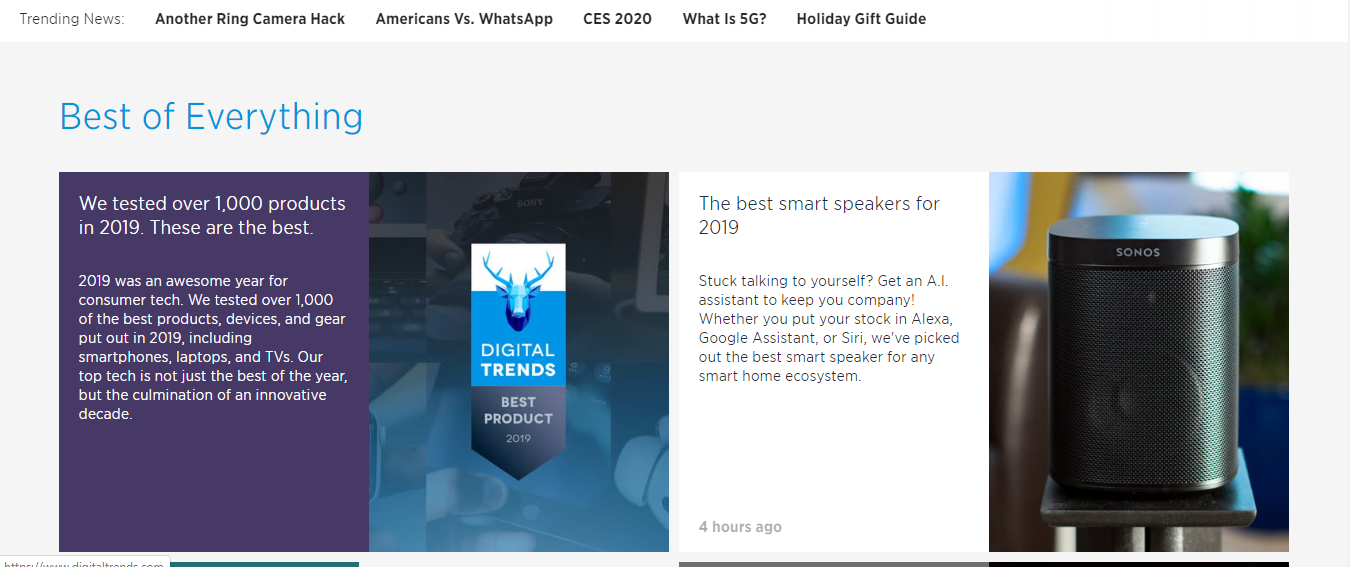 Trending News: Another Ring Camera Hack Americans Vs. WhatsApp CES 2020 What Is 5G? Holiday Gift Guide
Best of Everything
We tested over 1,000 products
in 2019. These are the best.
2019 was an awesome year for
consumer tech. We tested over 1,000
of the best products, devices, and gear
put out in 2019, including
smartphones, laptops, and TVs. Our
top tech is not just the best of the year,
but the culmination of an innovative
decade.
SONY
DIGITAL
TRENDS
BEST
PRODUCT
2019
The best smart speakers for
2019
Stuck talking to yourself? Get an A.I.
assistant to keep you company!
Whether you put your stock in Alexa,
Google Assistant, or Siri, we've picked
out the best smart speaker for any
smart home ecosystem.
4 hours ago
SONOS
https://www.digitaltrends.com